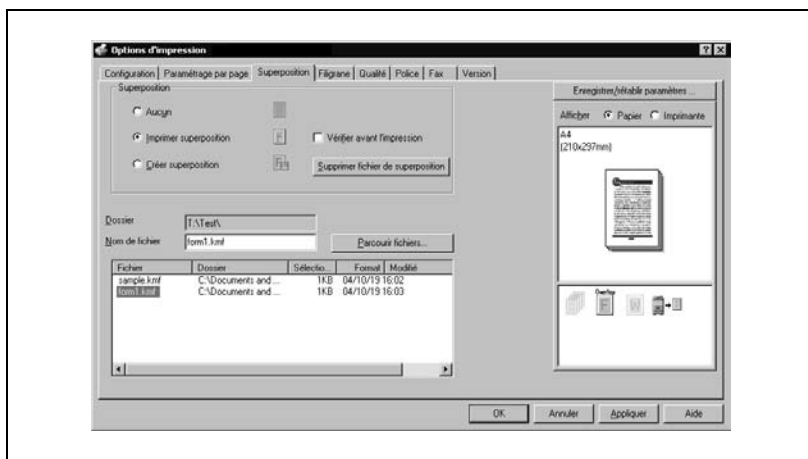 Options d'impression
Configuration Paramétrage par page Superposition Filigrane Qualité Police Fax Version
Superposition
Aucun
Imprimer superposition
Vérifier avant l'impression
Créer superposition
Supprimer fichier de superposition
Dossier
T:\Test\
Nom de fichier
form1.kmf
Parcourir fichiers...
Fichier Dossier Sélectio... Format Modifié
sample.kmf C:\Documents and ... 1KB 04/10/19 16:02
form1.kmf C:\Documents and ... 1KB 04/10/19 16:03
Enregistrer/rétablir paramètres ...
Afficher Papier Imprimante
A4
(210x297mm)
Overlay
F W
OK Annuler Appliquer Aide